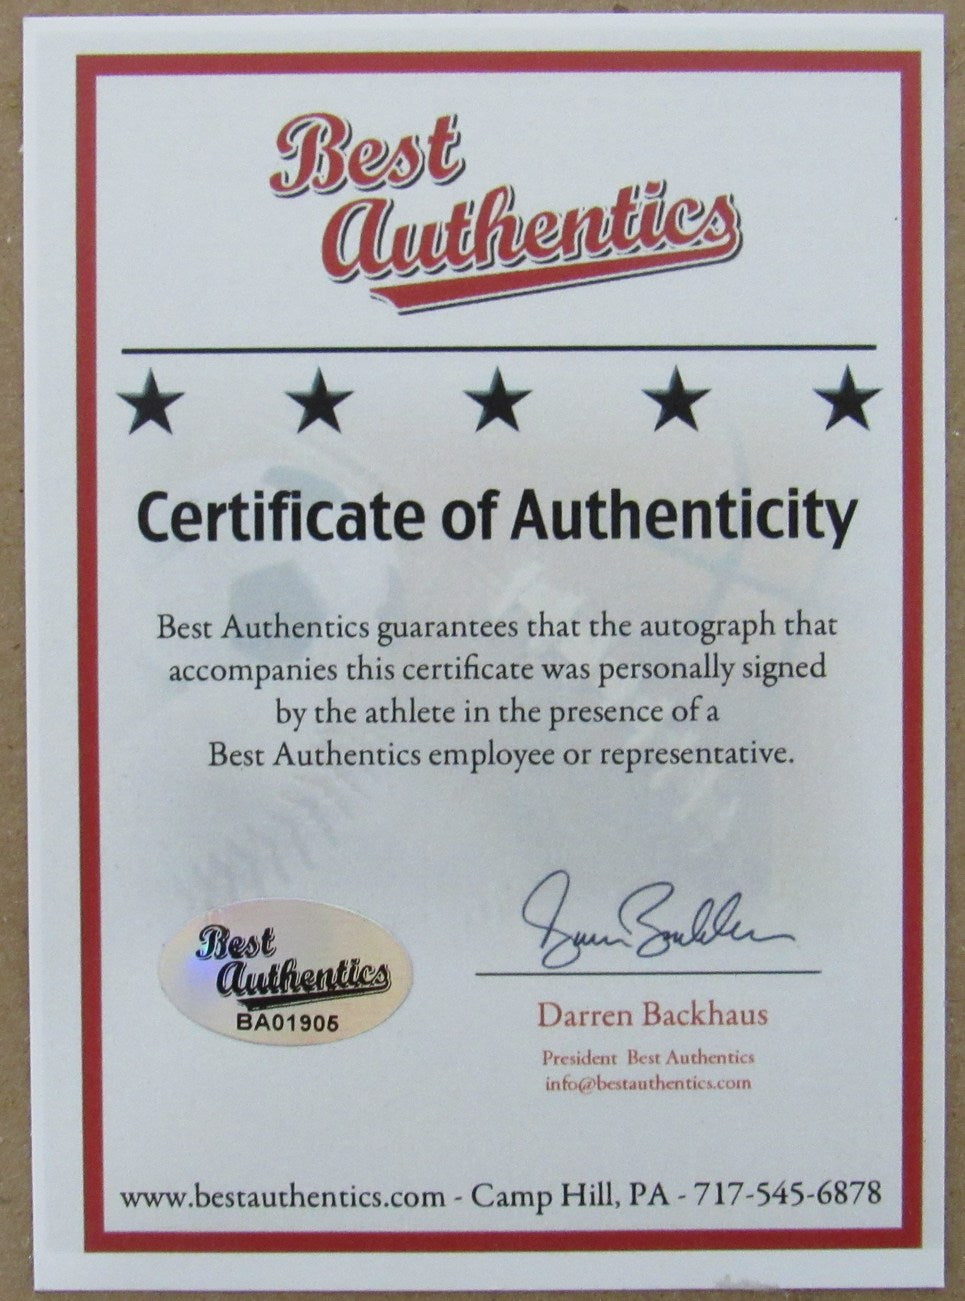 Best
Authentics
Certificate of Authenticity
Best Authentics guarantees that the autograph that
accompanies this certificate was personally signed
by the athlete in the presence of a
Best Authentics employee or representative.
Best
Authentics
BA01905
Darren Backhaus
President Best Authentics
info@bestauthentics.com
www.bestauthentics.com - Camp Hill, PA - 717-545-6878